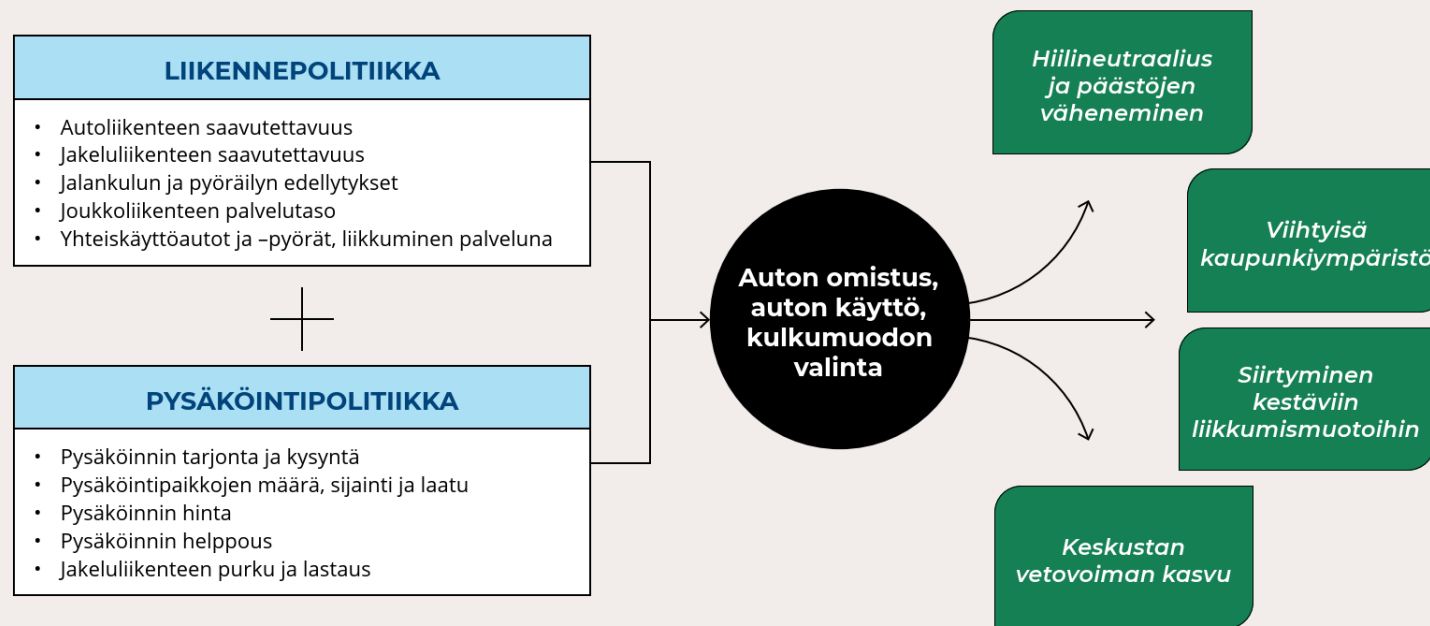 LIIKENNEPOLITIIKKA
• Autoliikenteen saavutettavuus
• Jakeluliikenteen saavutettavuus
• Jalankulun ja pyöräilyn edellytykset
• Joukkoliikenteen palvelutaso
• Yhteiskäyttöautot ja –pyörät, liikkuminen palveluna
PYSÄKÖINTIPOLITIIKKA
• Pysäköinnin tarjonta ja kysyntä
• Pysäköintipaikkojen määrä, sijainti ja laatu
• Pysäköinnin hinta
• Pysäköinnin helppous
• Jakeluliikenteen purku ja lastaus
Auton omistus,
auton käyttö,
kulkumuodon
valinta
Hiilineutraalius
ja päästöjen
väheneminen
Viihtyisä
kaupunkiympäristö
Siirtyminen
kestäviin
liikkumismuotoihin
Keskustan
vetovoiman kasvu